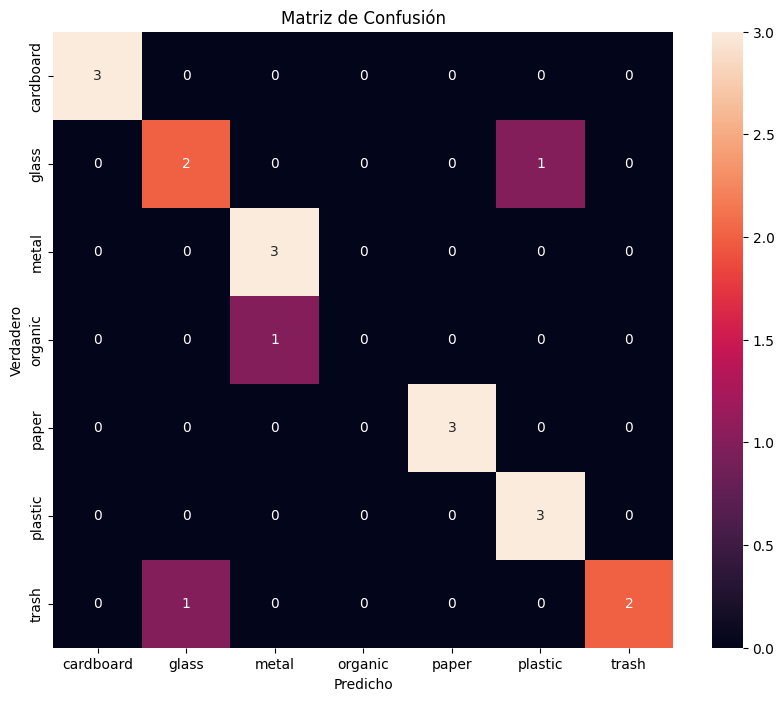 Matriz de Confusión
cardboard 3 0 0 0 0 0 0
glass 0 2 0 0 0 1 0
metal 0 0 3 0 0 0 0
organic 0 0 1 0 0 0 0
paper 0 0 0 0 3 0 0
plastic 0 0 0 0 0 3 0
trash 0 1 0 0 0 0 2
cardboard glass metal organic paper plastic trash
Verdadero
Predicho
3.0
2.5
2.0
1.5
1.0
0.5
0.0